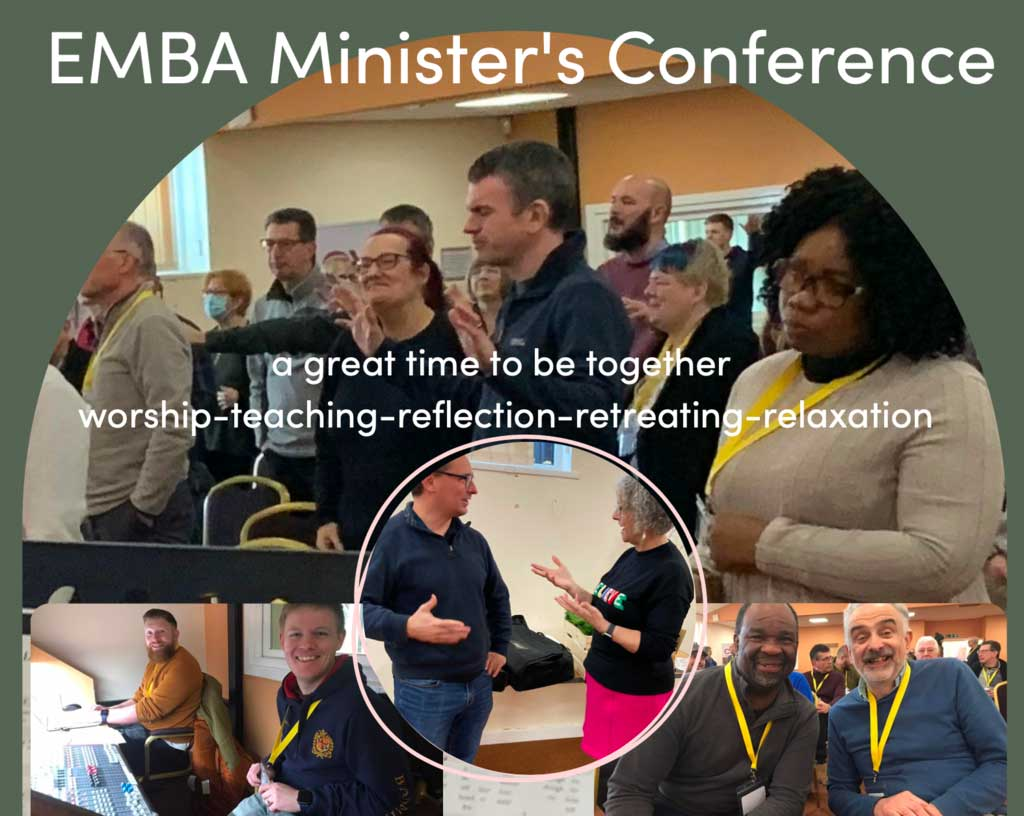 EMBA Minister's Conference
a great time to be together
worship-teaching-reflection-retreating-relaxation